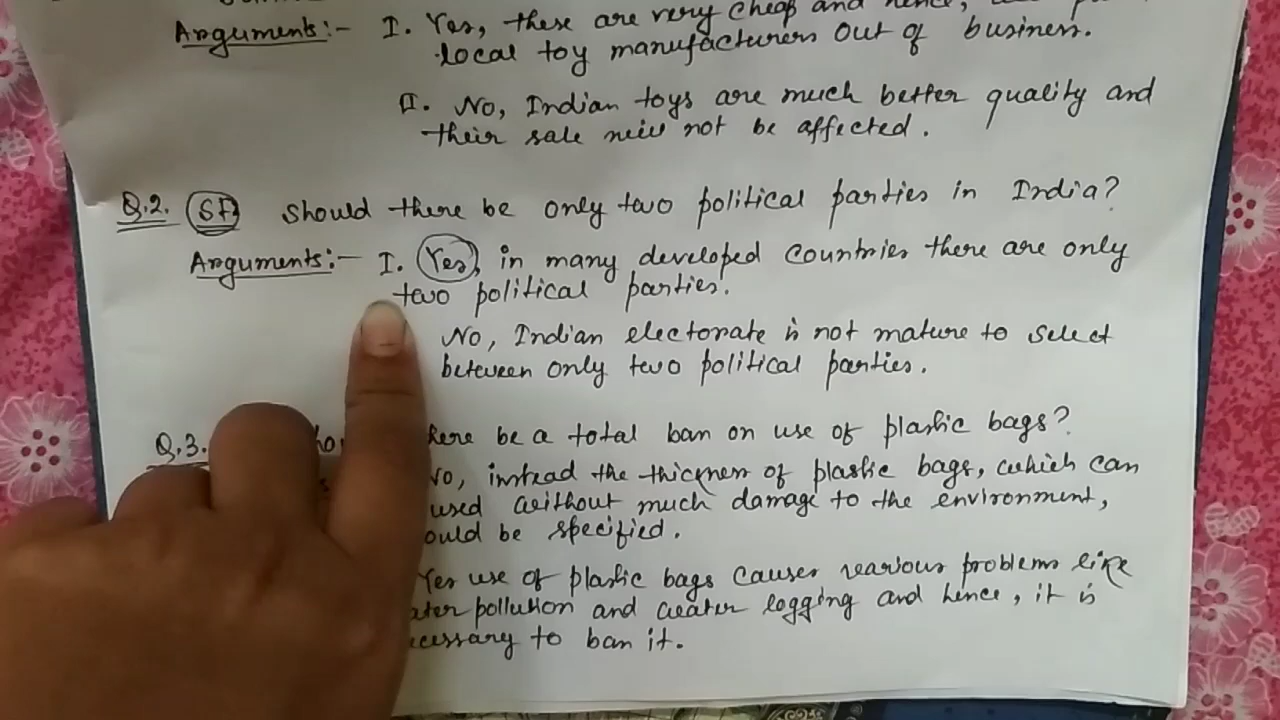 Arguments:- I. Yes, these are very cheap and hence,
local toy manufacturers out of business.
II. No, Indian toys are much better quality and
their sale will not be affected.
Q.2. ST Should there be only two political parties in India?
Arguments:- I. Yes, in many developed countries there are only
two political parties.
No, Indian electorate is not mature to select
between only two political parties.
Q.3. here be a total ban on use of plastic bags?
No, instead the thickness of plastic bags, which can
used without much damage to the environment,
ould be specified.
Yes use of plastic bags causes various problems like
ater pollution and water logging and hence, it is
cessary to ban it.